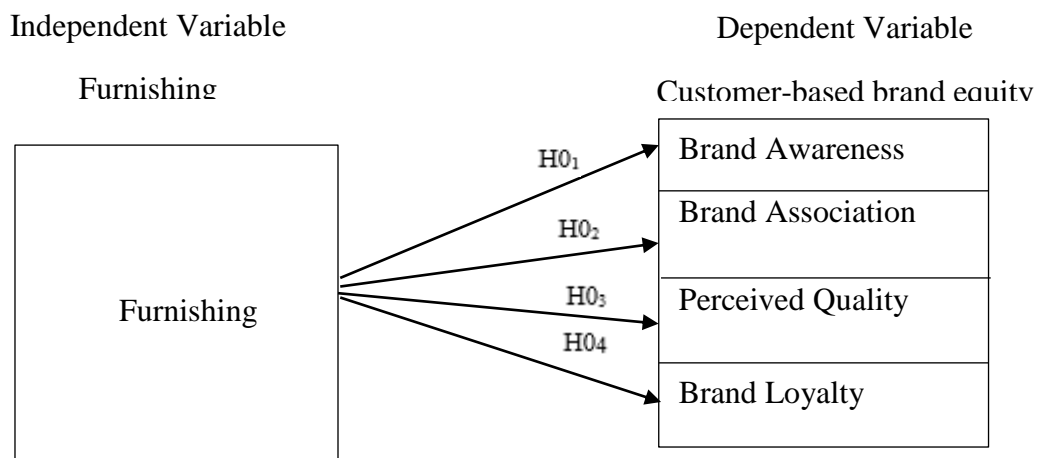 Independent Variable
Dependent Variable
Furnishing
Customer-based brand equity
Brand Awareness
H0₁
Brand Association
H0₂
Furnishing
H0₃
Perceived Quality
H04
Brand Loyalty